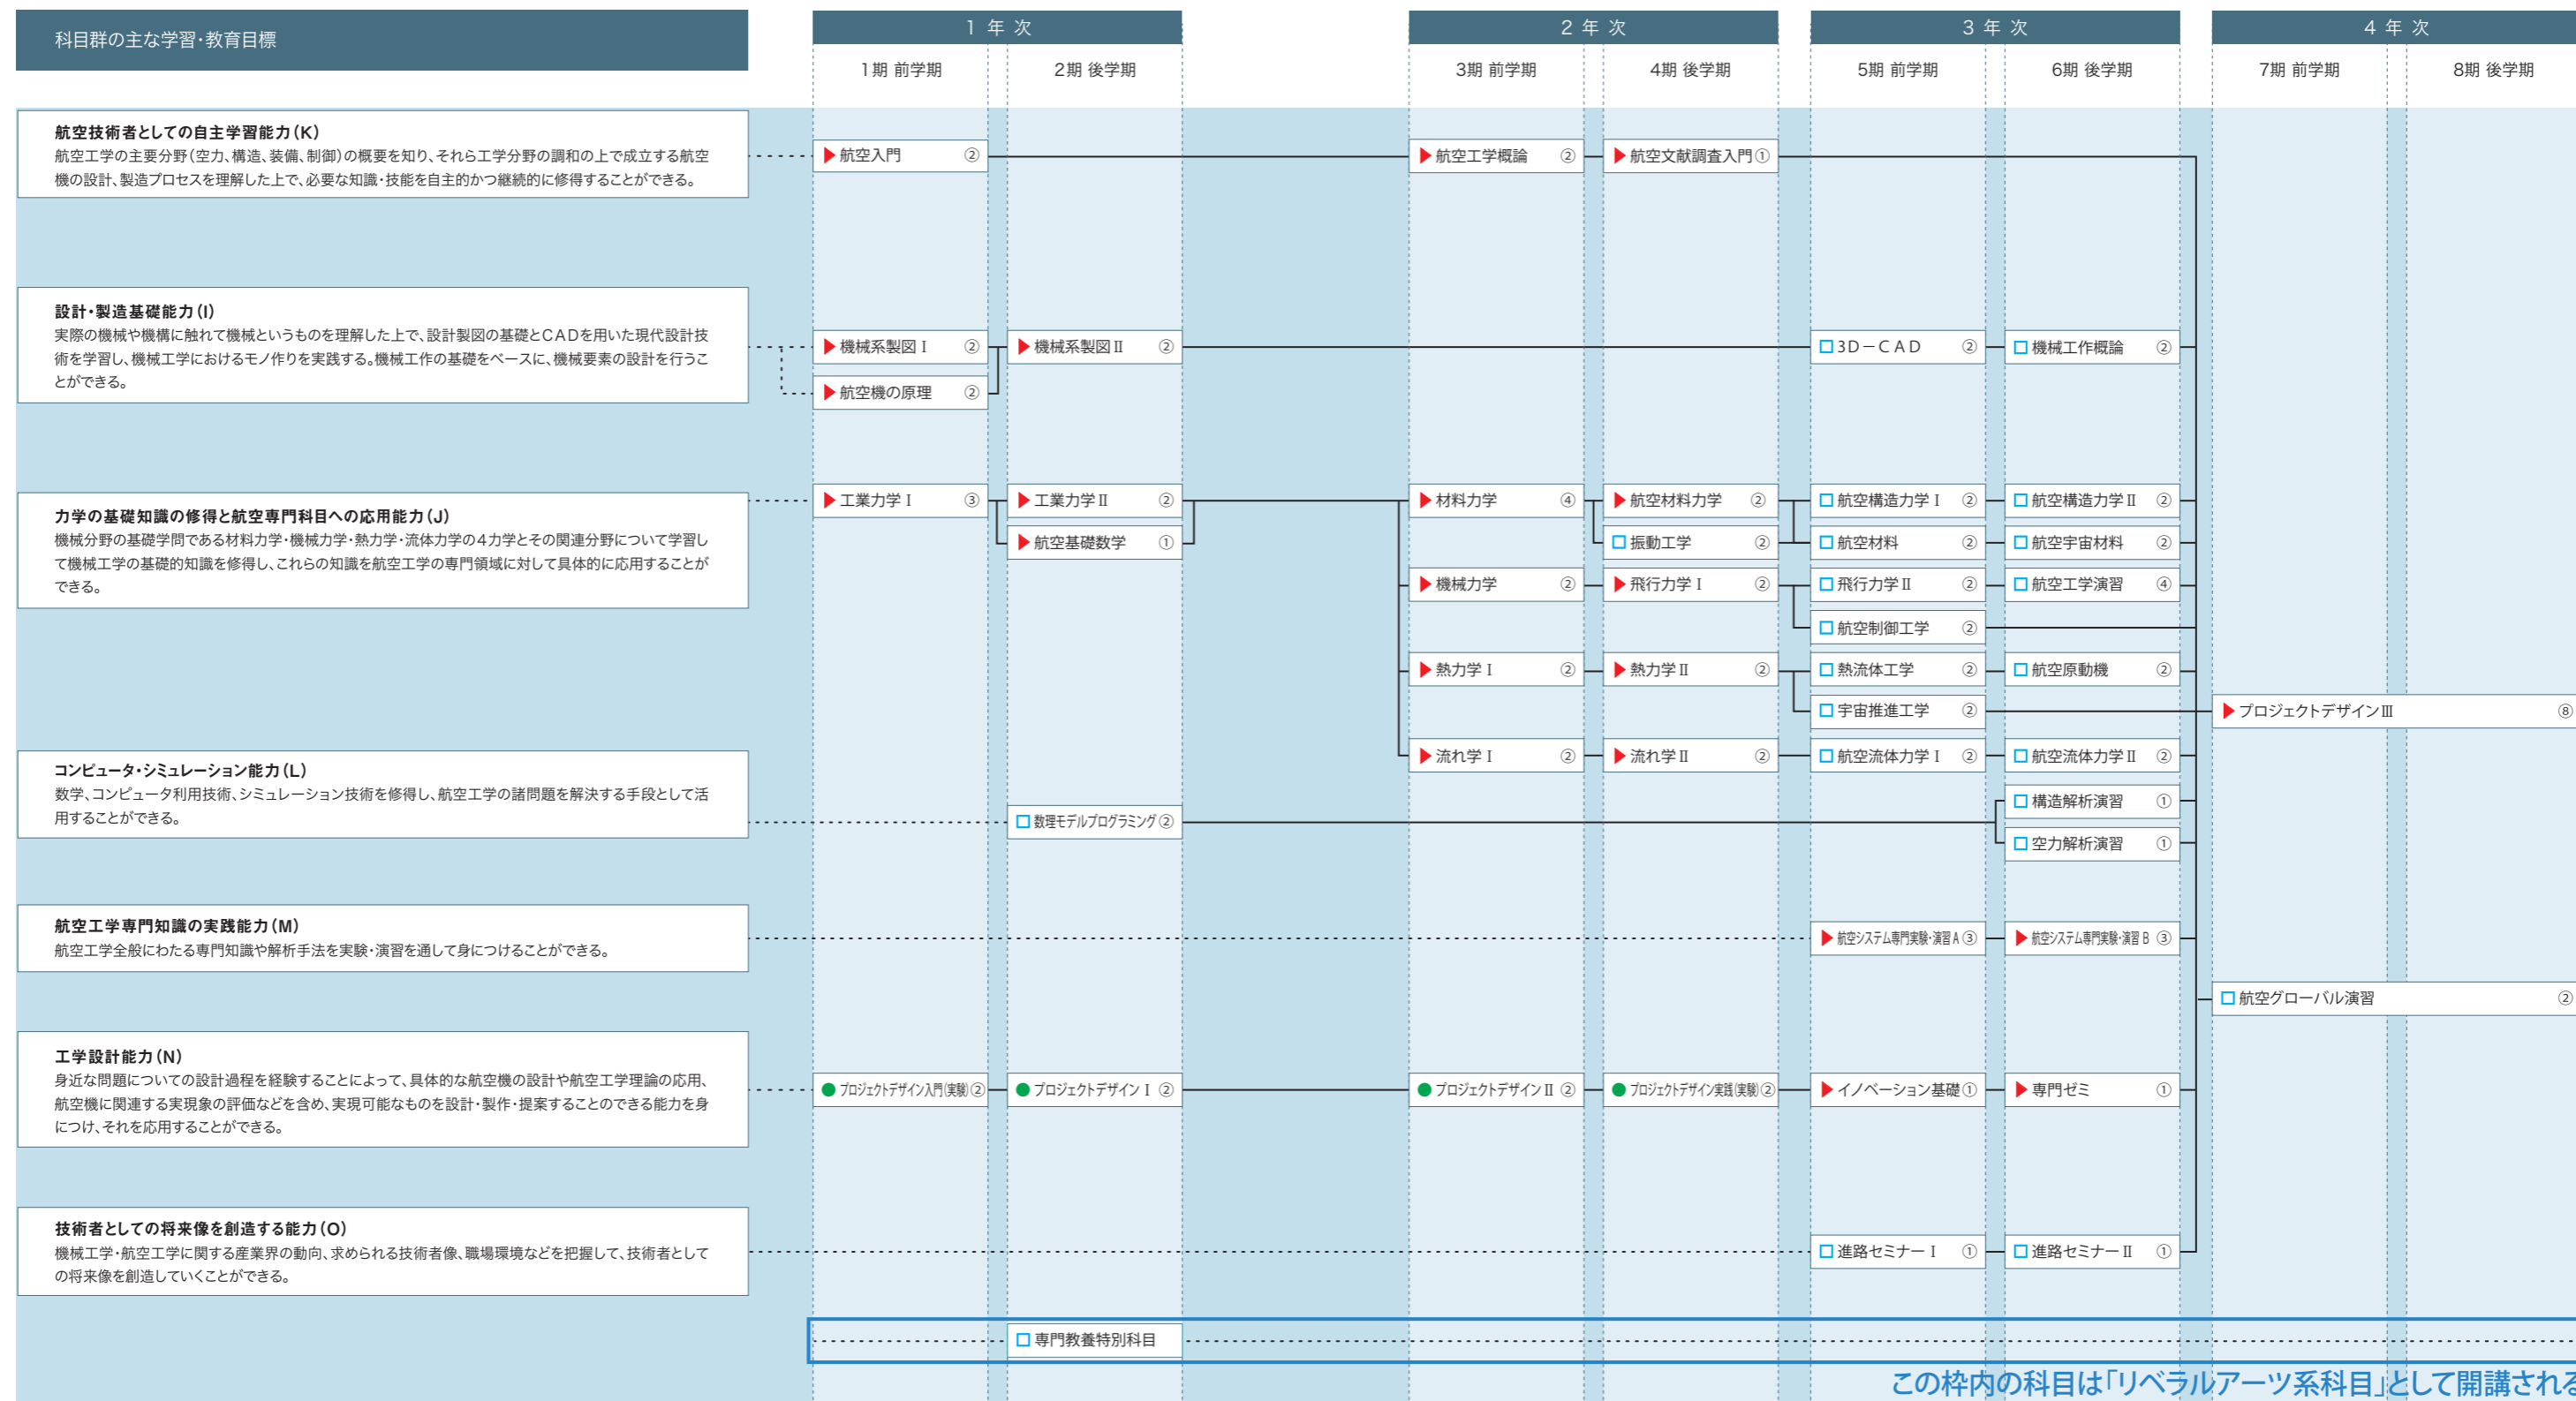 科目群の主な学習・教育目標
1 年 次
2 年 次
3 年 次
4 年 次
1期 前学期
2期 後学期
3期 前学期
4期 後学期
5期 前学期
6期 後学期
7期 前学期
8期 後学期
航空技術者としての自主学習能力（K）
航空工学の主要分野（空力、構造、装備、制御）の概要を知り、それら工学分野の調和の上で成立する航空
機の設計、製造プロセスを理解した上で、必要な知識・技能を自主的かつ継続的に修得することができる。
▶航空入門 ②
▶航空工学概論 ②
▶航空文献調査入門①
設計・製造基礎能力（I）
実際の機械や機構に触れて機械というものを理解した上で、設計製図の基礎とCADを用いた現代設計技
術を学習し、機械工学におけるモノ作りを実践する。機械工作の基礎をベースに、機械要素の設計を行うこ
とができる。
▶機械系製図Ⅰ ②
▶機械系製図Ⅱ ②
□3D－CAD ②
□機械工作概論 ②
▶航空機の原理 ②
力学の基礎知識の修得と航空専門科目への応用能力（J）
機械分野の基礎学問である材料力学・機械力学・熱力学・流体力学の4力学とその関連分野について学習し
て機械工学の基礎的知識を修得し、これらの知識を航空工学の専門領域に対して具体的に応用することが
できる。
▶工業力学Ⅰ ③
▶工業力学Ⅱ ②
▶材料力学 ④
▶航空材料力学 ②
□航空構造力学Ⅰ ②
□航空構造力学Ⅱ ②
▶航空基礎数学 ①
□振動工学 ②
□航空材料 ②
□航空宇宙材料 ②
▶機械力学 ②
▶飛行力学Ⅰ ②
□飛行力学Ⅱ ②
□航空工学演習 ④
□航空制御工学 ②
▶熱力学Ⅰ ②
▶熱力学Ⅱ ②
□熱流体工学 ②
□航空原動機 ②
□宇宙推進工学 ②
▶プロジェクトデザインⅢ ⑧
▶流れ学Ⅰ ②
▶流れ学Ⅱ ②
□航空流体力学Ⅰ ②
□航空流体力学Ⅱ ②
コンピュータ・シミュレーション能力（L）
数学、コンピュータ利用技術、シミュレーション技術を修得し、航空工学の諸問題を解決する手段として活
用することができる。
□数理モデルプログラミング②
□構造解析演習 ①
□空力解析演習 ①
航空工学専門知識の実践能力（M）
航空工学全般にわたる専門知識や解析手法を実験・演習を通して身につけることができる。
▶航空システム専門実験・演習A③
▶航空システム専門実験・演習B③
□航空グローバル演習 ②
工学設計能力（N）
身近な問題についての設計過程を経験することによって、具体的な航空機の設計や航空工学理論の応用、
航空機に関連する実現象の評価などを含め、実現可能なものを設計・製作・提案することのできる能力を身
につけ、それを応用することができる。
●プロジェクトデザイン入門（実験）②
●プロジェクトデザインⅠ ②
●プロジェクトデザインⅡ ②
●プロジェクトデザイン実践（実験）②
▶イノベーション基礎①
▶専門ゼミ ①
技術者としての将来像を創造する能力（O）
機械工学・航空工学に関する産業界の動向、求められる技術者像、職場環境などを把握して、技術者として
の将来像を創造していくことができる。
□進路セミナーⅠ ①
□進路セミナーⅡ ①
□専門教養特別科目
この枠内の科目は「リベラルアーツ系科目」として開講される